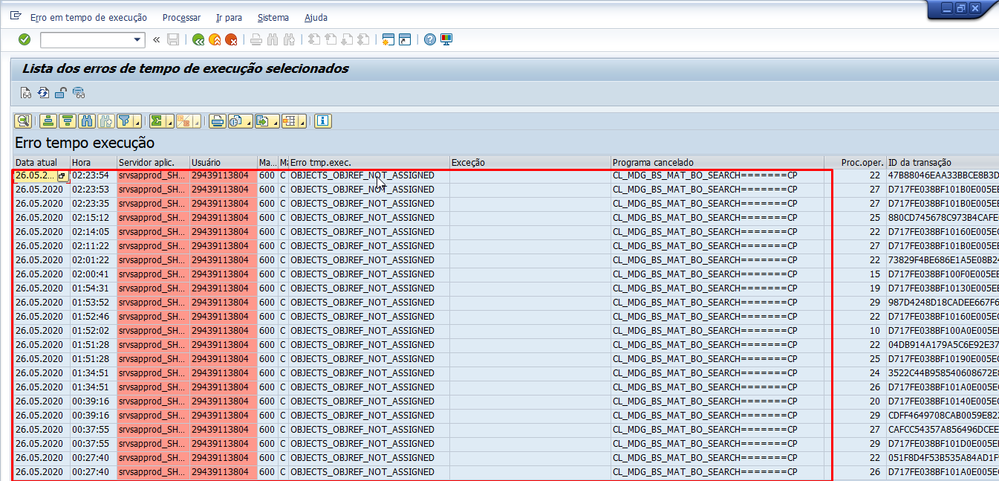 Erro em tempo de execução Processar Ir para Sistema Ajuda
Lista dos erros de tempo de execução selecionados
Erro tempo execução
Data atual Hora Servidor aplic. Usuário Ma... Erro tmp.exec. Exceção Programa cancelado Proc.oper. ID da transação
26.05.2... 02:23:54 srvsapprod_SH... 29439113804 600 C OBJECTS_OBJREF_NOT_ASSIGNED CL_MDG_BS_MAT_BO_SEARCH=======CP 22 47B88046EAA33BBCE8B3D
26.05.2020 02:23:53 srvsapprod_SH... 29439113804 600 C OBJECTS_OBJREF_NOT_ASSIGNED CL_MDG_BS_MAT_BO_SEARCH=======CP 27 D717FE038BF101B0E005EE
26.05.2020 02:23:35 srvsapprod_SH... 29439113804 600 C OBJECTS_OBJREF_NOT_ASSIGNED CL_MDG_BS_MAT_BO_SEARCH=======CP 27 D717FE038BF101B0E005EE
26.05.2020 02:15:12 srvsapprod_SH... 29439113804 600 C OBJECTS_OBJREF_NOT_ASSIGNED CL_MDG_BS_MAT_BO_SEARCH=======CP 25 880CD745678C973B4CAFE
26.05.2020 02:14:05 srvsapprod_SH... 29439113804 600 C OBJECTS_OBJREF_NOT_ASSIGNED CL_MDG_BS_MAT_BO_SEARCH=======CP 22 D717FE038BF10160E005E
26.05.2020 02:11:22 srvsapprod_SH... 29439113804 600 C OBJECTS_OBJREF_NOT_ASSIGNED CL_MDG_BS_MAT_BO_SEARCH=======CP 27 D717FE038BF101B0E005EE
26.05.2020 02:01:22 srvsapprod_SH... 29439113804 600 C OBJECTS_OBJREF_NOT_ASSIGNED CL_MDG_BS_MAT_BO_SEARCH=======CP 22 73829F4BE686E1A5E08B24
26.05.2020 02:00:41 srvsapprod_SH... 29439113804 600 C OBJECTS_OBJREF_NOT_ASSIGNED CL_MDG_BS_MAT_BO_SEARCH=======CP 15 D717FE038BF100F0E005EE
26.05.2020 01:54:31 srvsapprod_SH... 29439113804 600 C OBJECTS_OBJREF_NOT_ASSIGNED CL_MDG_BS_MAT_BO_SEARCH=======CP 19 D717FE038BF10130E005EE
26.05.2020 01:53:52 srvsapprod_SH... 29439113804 600 C OBJECTS_OBJREF_NOT_ASSIGNED CL_MDG_BS_MAT_BO_SEARCH=======CP 29 987D4248D18CADEE667F6
26.05.2020 01:52:46 srvsapprod_SH... 29439113804 600 C OBJECTS_OBJREF_NOT_ASSIGNED CL_MDG_BS_MAT_BO_SEARCH=======CP 22 D717FE038BF10160E005E
26.05.2020 01:52:02 srvsapprod_SH... 29439113804 600 C OBJECTS_OBJREF_NOT_ASSIGNED CL_MDG_BS_MAT_BO_SEARCH=======CP 10 D717FE038BF100A0E005E
26.05.2020 01:51:28 srvsapprod_SH... 29439113804 600 C OBJECTS_OBJREF_NOT_ASSIGNED CL_MDG_BS_MAT_BO_SEARCH=======CP 22 04DB914A179A5C6E92E37
26.05.2020 01:51:28 srvsapprod_SH... 29439113804 600 C OBJECTS_OBJREF_NOT_ASSIGNED CL_MDG_BS_MAT_BO_SEARCH=======CP 25 D717FE038BF10190E005E
26.05.2020 01:34:51 srvsapprod_SH... 29439113804 600 C OBJECTS_OBJREF_NOT_ASSIGNED CL_MDG_BS_MAT_BO_SEARCH=======CP 24 3522C44B958540608672E
26.05.2020 01:34:51 srvsapprod_SH... 29439113804 600 C OBJECTS_OBJREF_NOT_ASSIGNED CL_MDG_BS_MAT_BO_SEARCH=======CP 26 D717FE038BF101A0E005E
26.05.2020 00:39:16 srvsapprod_SH... 29439113804 600 C OBJECTS_OBJREF_NOT_ASSIGNED CL_MDG_BS_MAT_BO_SEARCH=======CP 20 D717FE038BF10140E005E
26.05.2020 00:39:16 srvsapprod_SH... 29439113804 600 C OBJECTS_OBJREF_NOT_ASSIGNED CL_MDG_BS_MAT_BO_SEARCH=======CP 29 CDFF4649708CAB0059E82
26.05.2020 00:37:55 srvsapprod_SH... 29439113804 600 C OBJECTS_OBJREF_NOT_ASSIGNED CL_MDG_BS_MAT_BO_SEARCH=======CP 27 CAFCC54357A856496DCEE
26.05.2020 00:37:55 srvsapprod_SH... 29439113804 600 C OBJECTS_OBJREF_NOT_ASSIGNED CL_MDG_BS_MAT_BO_SEARCH=======CP 29 D717FE038BF101D0E005E
26.05.2020 00:27:40 srvsapprod_SH... 29439113804 600 C OBJECTS_OBJREF_NOT_ASSIGNED CL_MDG_BS_MAT_BO_SEARCH=======CP 22 051F8D4F53B535A84AD1F
26.05.2020 00:27:40 srvsapprod_SH... 29439113804 600 C OBJECTS_OBJREF_NOT_ASSIGNED CL_MDG_BS_MAT_BO_SEARCH=======CP 26 D717FE038BF101A0E005E